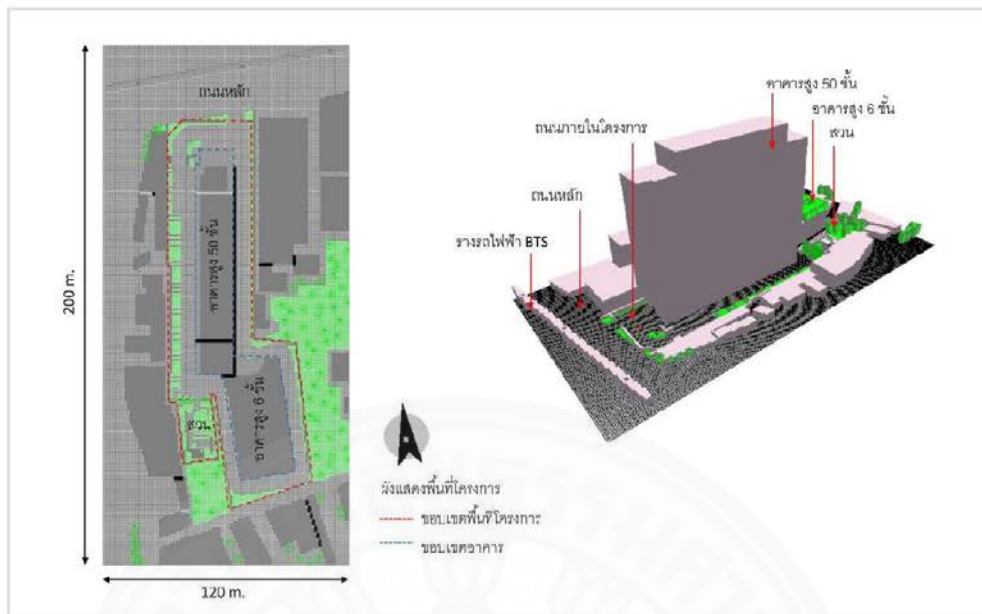 ถนนหลัก
อาคารสูง 50 ชั้น
อาคารสูง 6 ชั้น
สวน
200 m.
120 m.
ผังแสดงพื้นที่โครงการ
ขอบเขตพื้นที่โครงการ
ขอบเขตอาคาร
อาคารสูง 50 ชั้น
อาคารสูง 6 ชั้น
สวน
ถนนภายในโครงการ
ถนนหลัก
รางรถไฟฟ้า BTS